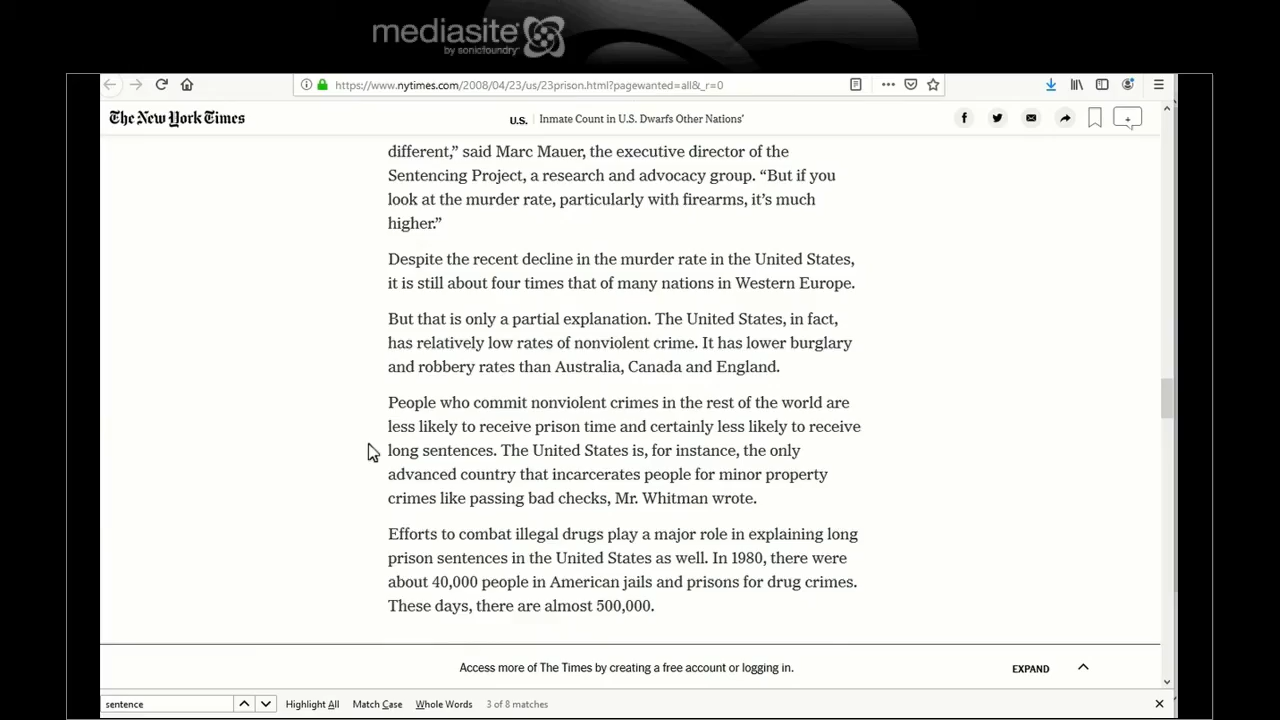 mediasite
by sonicfoundry
https://www.nytimes.com/2008/04/23/us/23prison.html?pagewanted=all&_r=0
The New York Times
U.S. | Inmate Count in U.S. Dwarfs Other Nations'
different,” said Marc Mauer, the executive director of the
Sentencing Project, a research and advocacy group. “But if you
look at the murder rate, particularly with firearms, it’s much
higher.”
Despite the recent decline in the murder rate in the United States,
it is still about four times that of many nations in Western Europe.
But that is only a partial explanation. The United States, in fact,
has relatively low rates of nonviolent crime. It has lower burglary
and robbery rates than Australia, Canada and England.
People who commit nonviolent crimes in the rest of the world are
less likely to receive prison time and certainly less likely to receive
long sentences. The United States is, for instance, the only
advanced country that incarcerates people for minor property
crimes like passing bad checks, Mr. Whitman wrote.
Efforts to combat illegal drugs play a major role in explaining long
prison sentences in the United States as well. In 1980, there were
about 40,000 people in American jails and prisons for drug crimes.
These days, there are almost 500,000.
Access more of The Times by creating a free account or logging in.
EXPAND
sentence
Highlight All Match Case Whole Words 3 of 8 matches